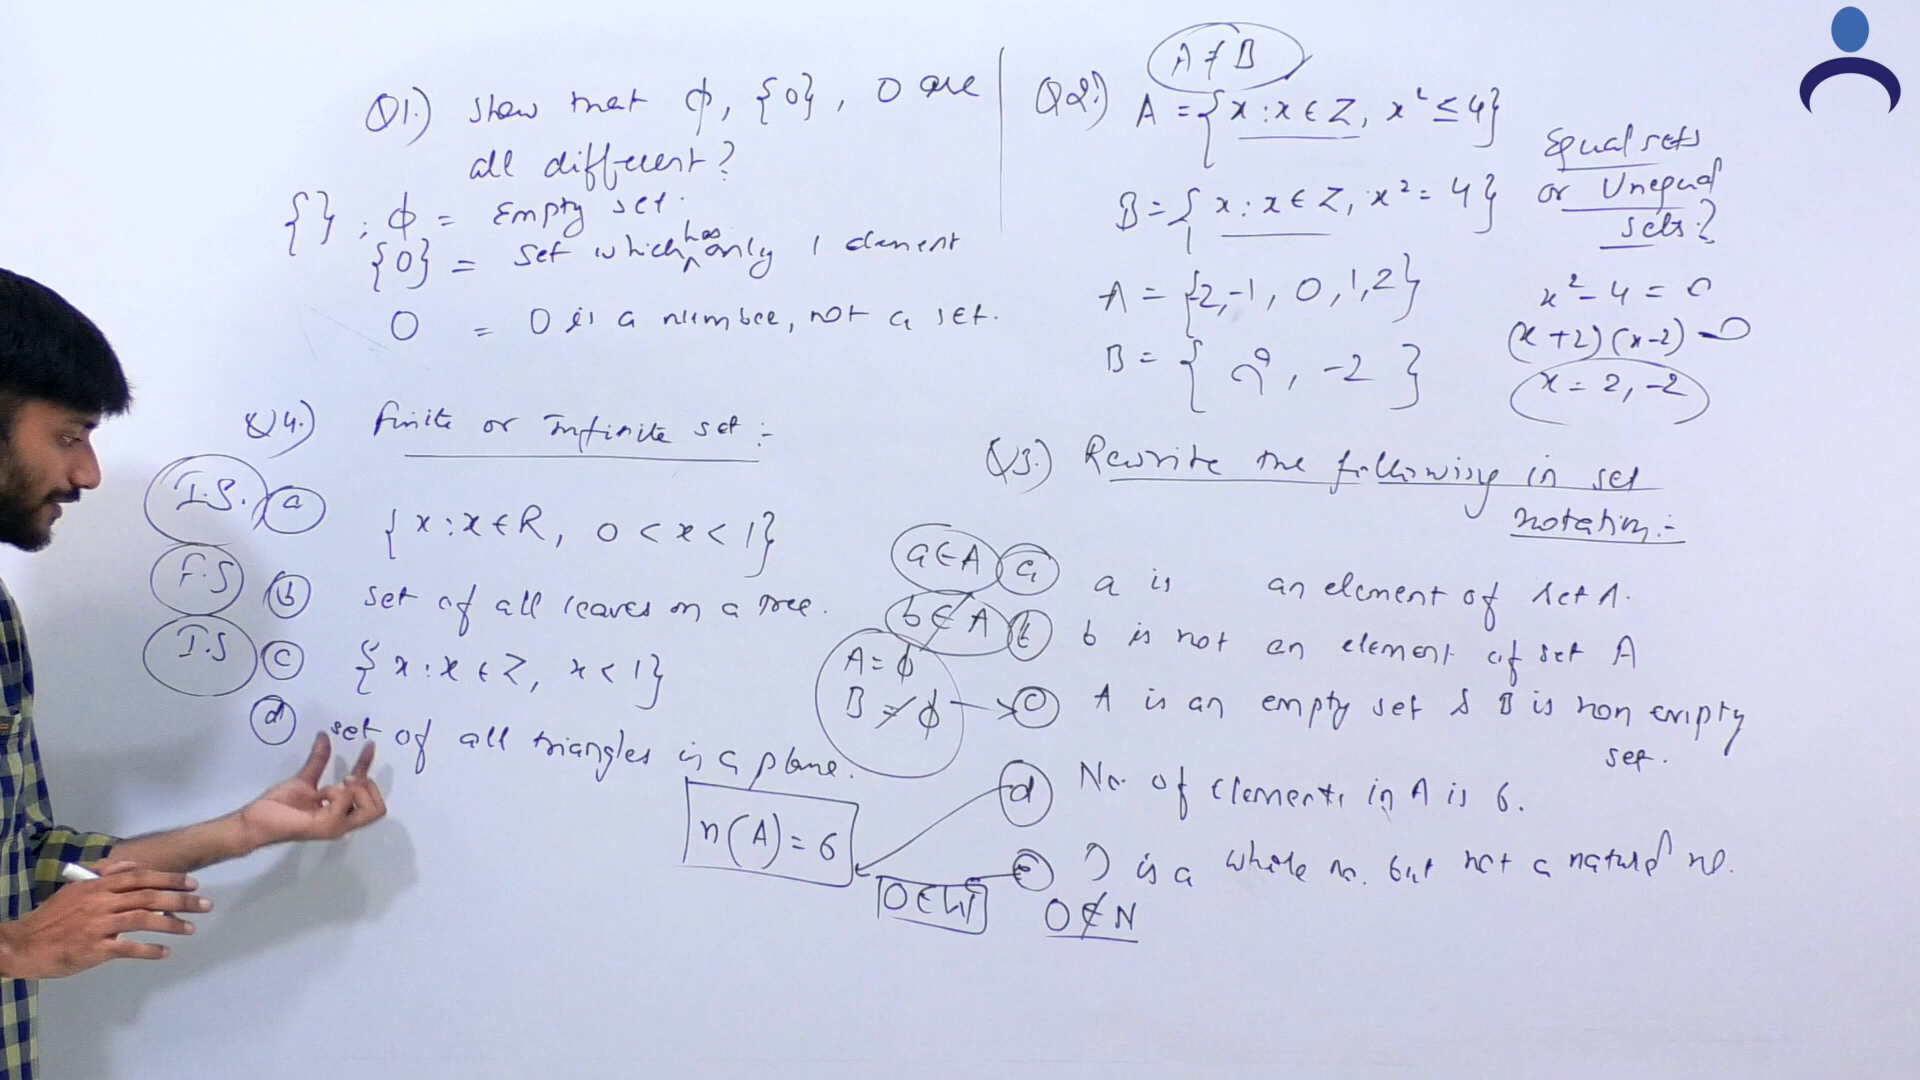 Q1.) Show that ϕ, {0}, 0 are
all different?
{} ; ϕ = Empty set.
{0} = set which has only 1 element
0 = 0 is a number, not a set.
A ≠ B
Q2.) A = {x : x ∈ Z, x² ≤ 4}
B = {x : x ∈ Z, x² = 4}
Equal sets
or Unequal
sets?
A = {-2, -1, 0, 1, 2}
B = {2, -2}
x² - 4 = 0
(x+2)(x-2) = 0
x = 2, -2
Q3.) Rewrite the following in set
notation:-
a ∈ A (a) a is an element of set A.
b ∉ A (b) b is not an element of set A
A = ϕ
B ≠ ϕ
(c) A is an empty set & B is non empty
set.
(d) No. of elements in A is 6.
n(A) = 6
(e) 0 is a whole no. but not a natural no.
0 ∈ W
0 ∉ N
Q4.) finite or Infinite set :-
I.S. (a) {x : x ∈ R, 0 < x < 1}
F.S (b) set of all leaves on a tree.
I.S (c) {x : x ∈ Z, x < 1}
(d) set of all triangles in a plane.